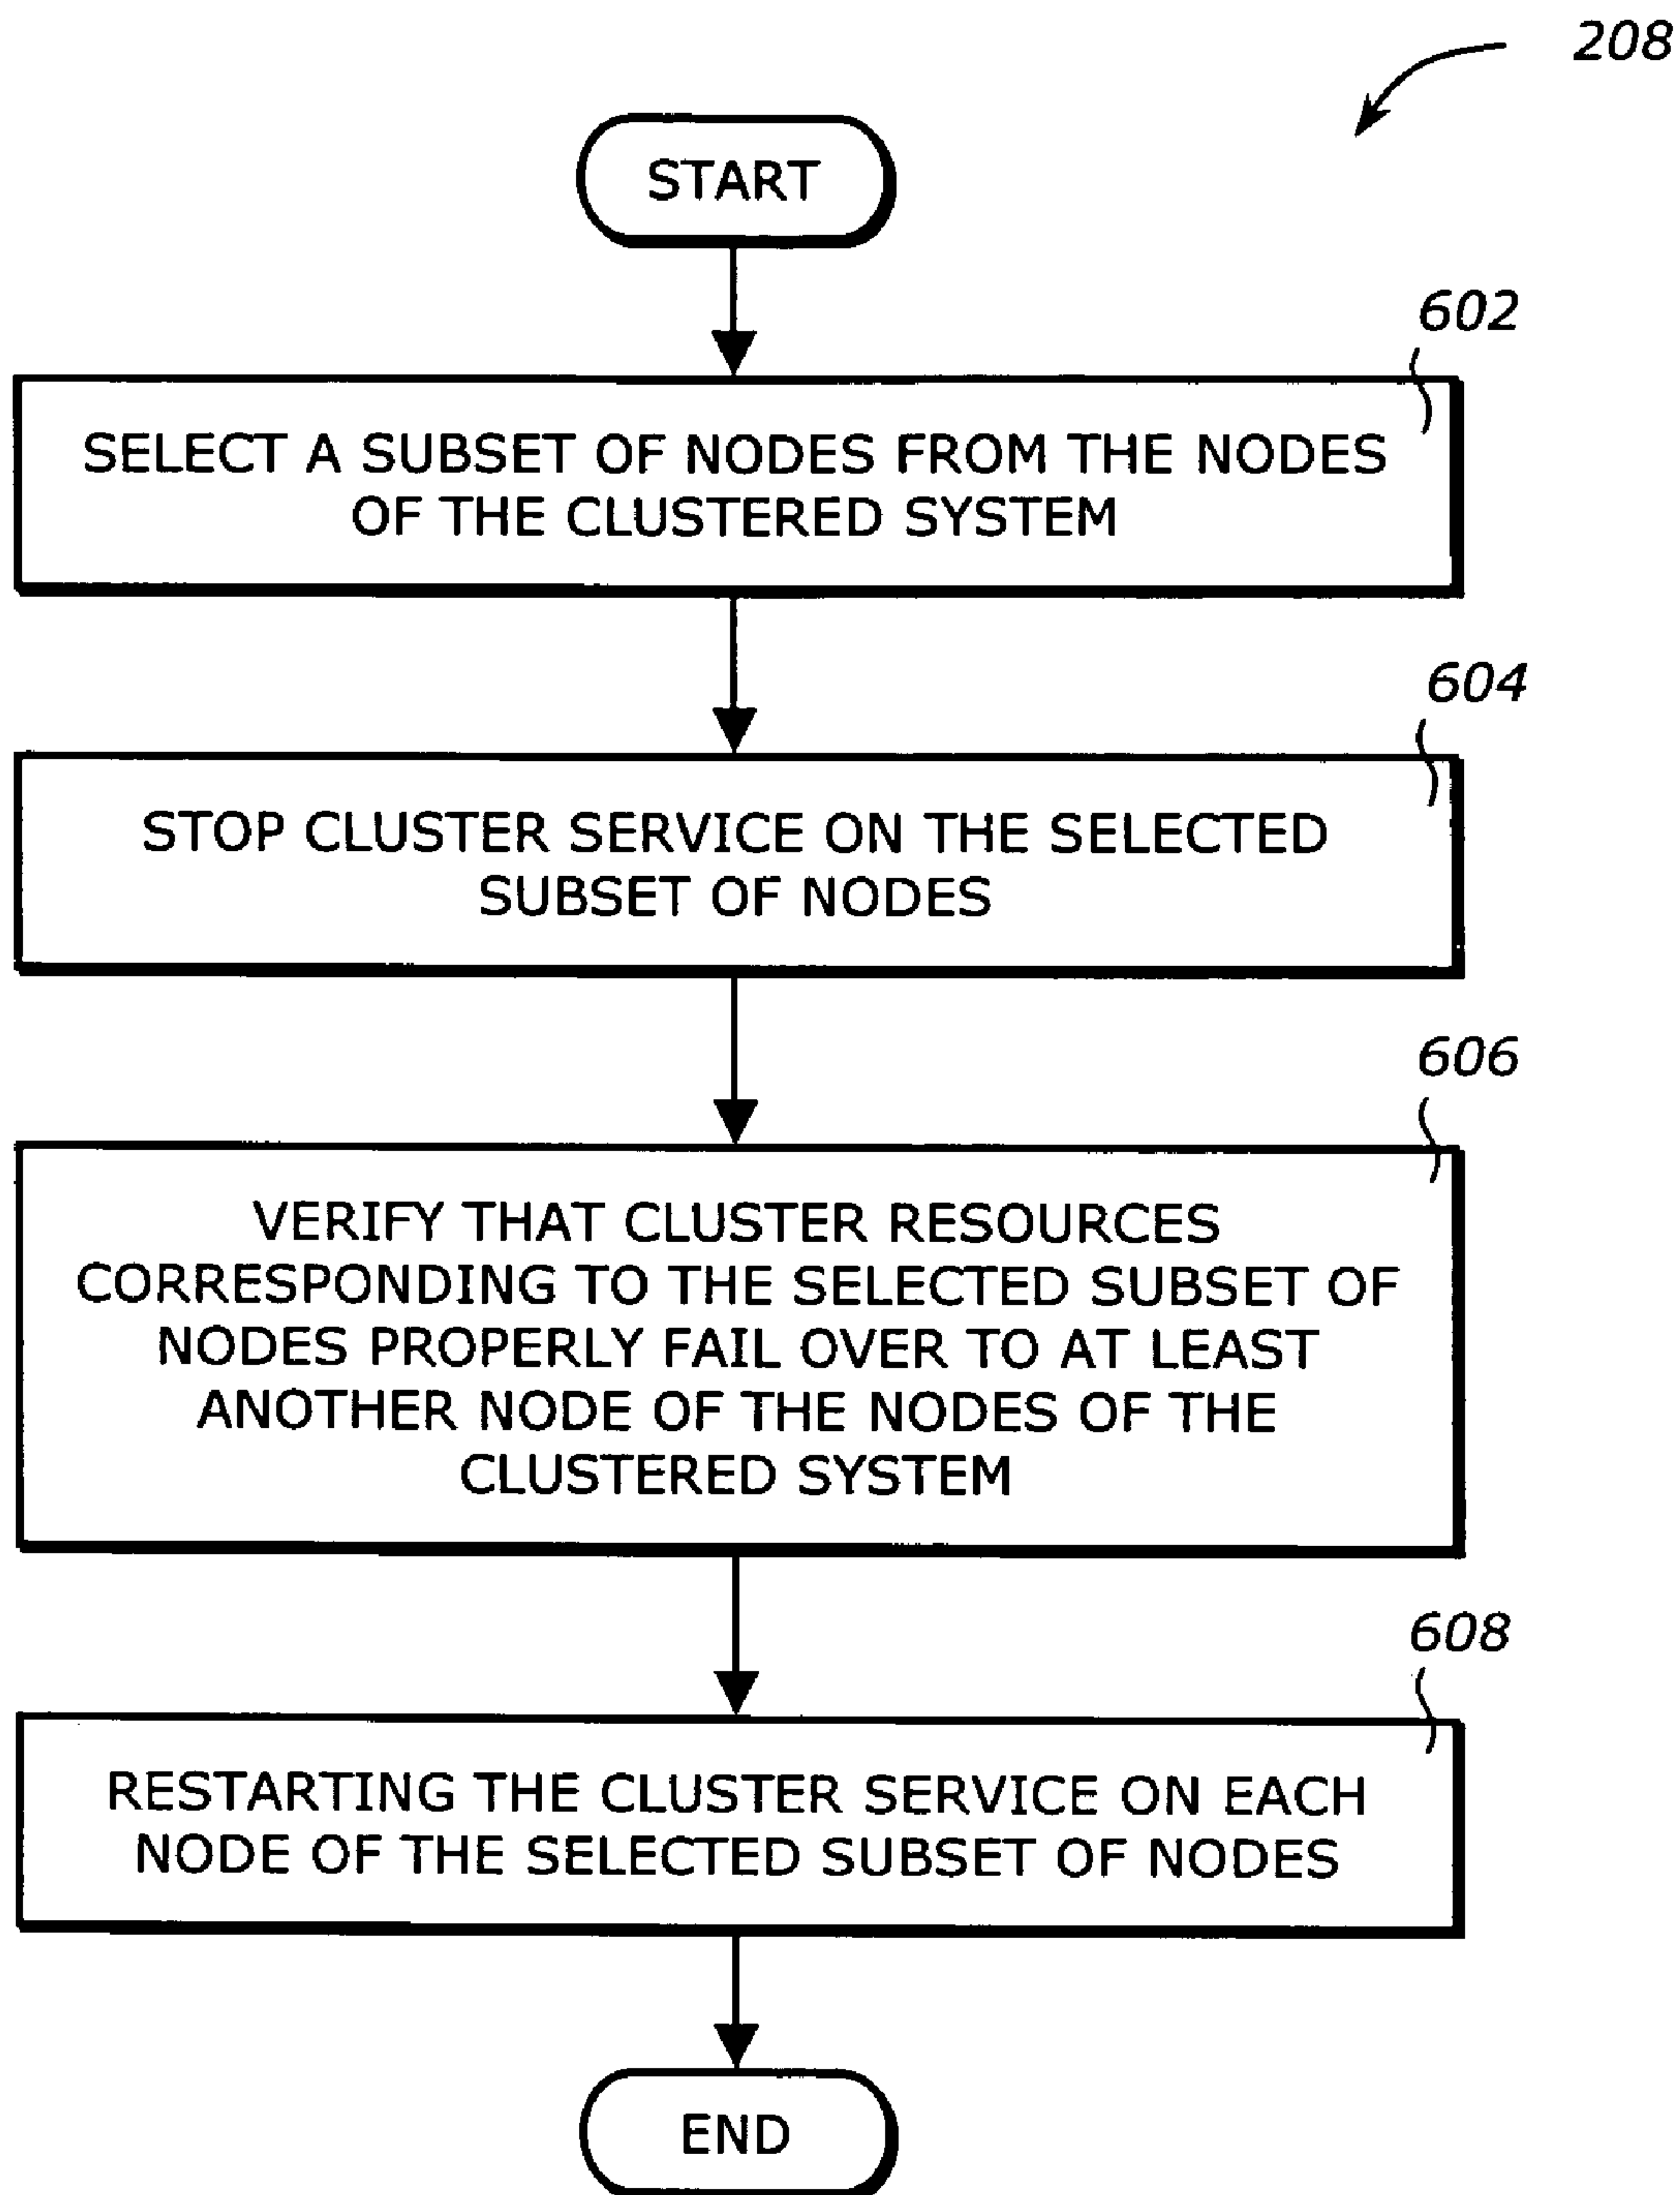 208
START
602
SELECT A SUBSET OF NODES FROM THE NODES
OF THE CLUSTERED SYSTEM
604
STOP CLUSTER SERVICE ON THE SELECTED
SUBSET OF NODES
606
VERIFY THAT CLUSTER RESOURCES
CORRESPONDING TO THE SELECTED SUBSET OF
NODES PROPERLY FAIL OVER TO AT LEAST
ANOTHER NODE OF THE NODES OF THE
CLUSTERED SYSTEM
608
RESTARTING THE CLUSTER SERVICE ON EACH
NODE OF THE SELECTED SUBSET OF NODES
END